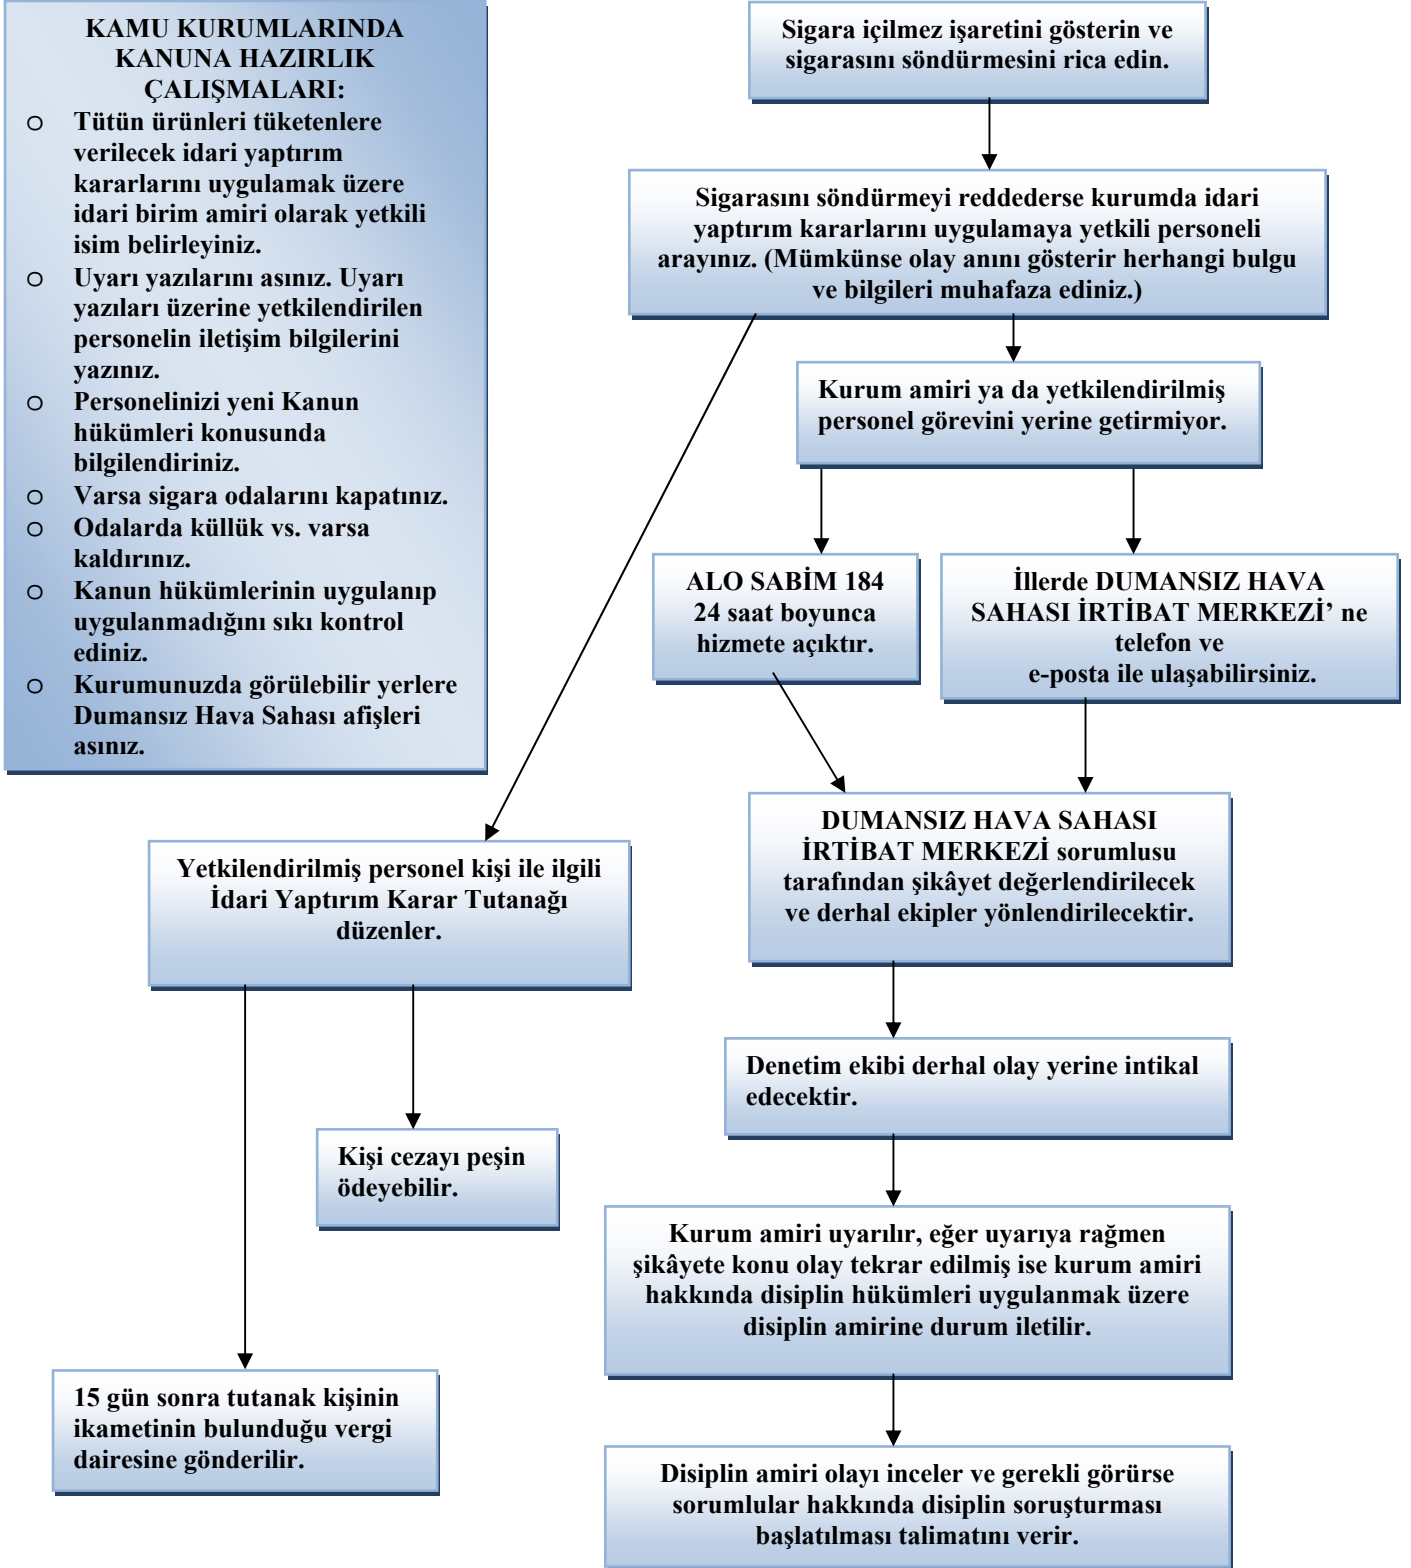 KAMU KURUMLARINDA
KANUNA HAZIRLIK
ÇALIŞMALARI:
o Tütün ürünleri tüketenlere
verilecek idari yaptırım
kararlarını uygulamak üzere
idari birim amiri olarak yetkili
isim belirleyiniz.
o Uyarı yazılarını asınız. Uyarı
yazıları üzerine yetkilendirilen
personelin iletişim bilgilerini
yazınız.
o Personelinizi yeni Kanun
hükümleri konusunda
bilgilendiriniz.
o Varsa sigara odalarını kapatınız.
o Odalarda küllük vs. varsa
kaldırınız.
o Kanun hükümlerinin uygulanıp
uygulanmadığını sıkı kontrol
ediniz.
o Kurumunuzda görülebilir yerlere
Dumansız Hava Sahası afişleri
asınız.
Sigara içilmez işaretini gösterin ve
sigarasını söndürmesini rica edin.
Sigarasını söndürmeyi reddederse kurumda idari
yaptırım kararlarını uygulamaya yetkili personeli
arayınız. (Mümkünse olay anını gösterir herhangi bulgu
ve bilgileri muhafaza ediniz.)
Kurum amiri ya da yetkilendirilmiş
personel görevini yerine getirmiyor.
ALO SABİM 184
24 saat boyunca
hizmete açıktır.
İllerde DUMANSIZ HAVA
SAHASI İRTİBAT MERKEZİ’ ne
telefon ve
e-posta ile ulaşabilirsiniz.
DUMANSIZ HAVA SAHASI
İRTİBAT MERKEZİ sorumlusu
tarafından şikâyet değerlendirilecek
ve derhal ekipler yönlendirilecektir.
Yetkilendirilmiş personel kişi ile ilgili
İdari Yaptırım Karar Tutanağı
düzenler.
Denetim ekibi derhal olay yerine intikal
edecektir.
Kişi cezayı peşin
ödeyebilir.
Kurum amiri uyarılır, eğer uyarıya rağmen
şikâyete konu olay tekrar edilmiş ise kurum amiri
hakkında disiplin hükümleri uygulanmak üzere
disiplin amirine durum iletilir.
15 gün sonra tutanak kişinin
ikametinin bulunduğu vergi
dairesine gönderilir.
Disiplin amiri olayı inceler ve gerekli görürse
sorumlular hakkında disiplin soruşturması
başlatılması talimatını verir.